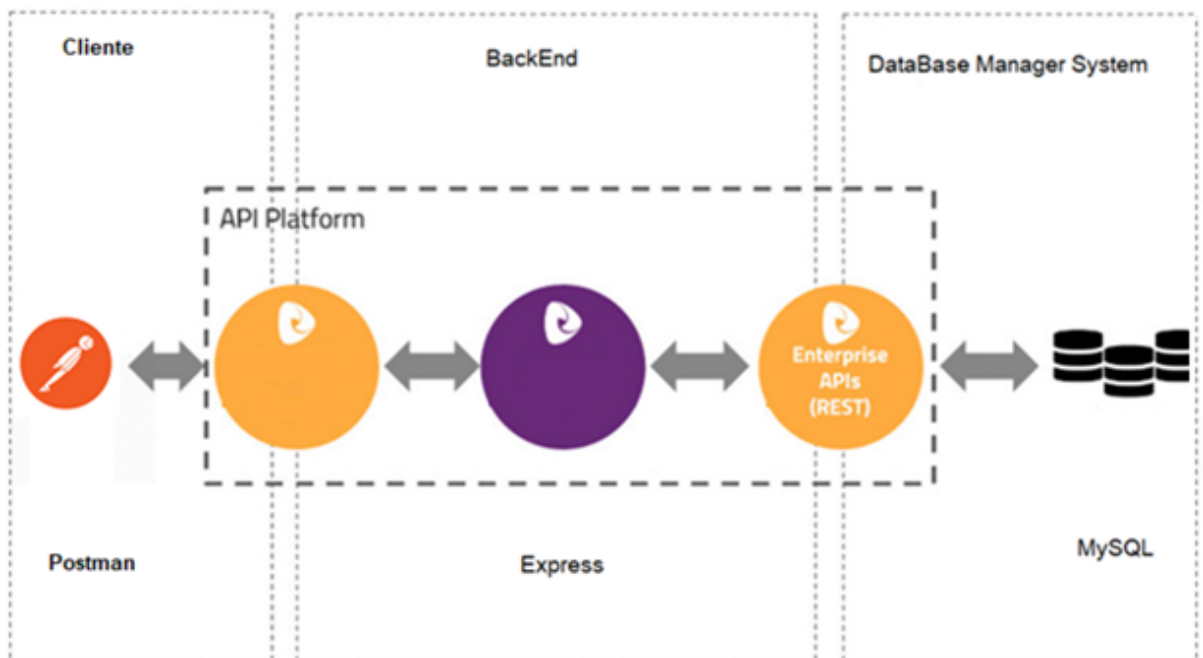 Cliente
BackEnd
DataBase Manager System
API Platform
Enterprise
APIs
(REST)
Postman
Express
MySQL